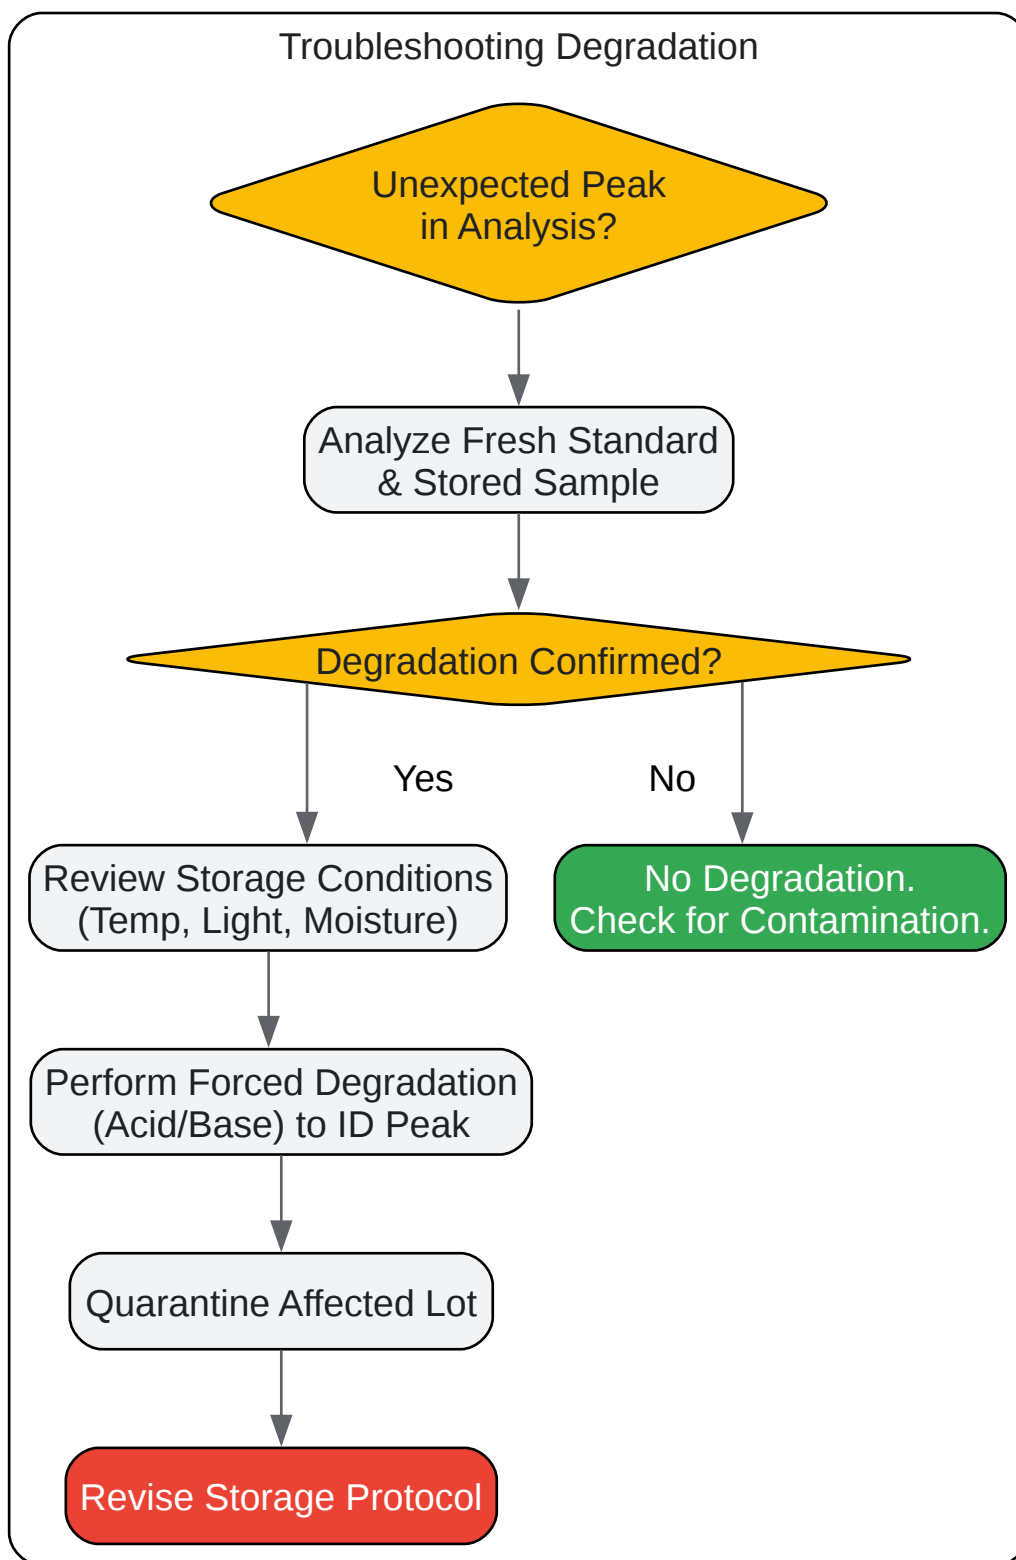 Troubleshooting Degradation
Unexpected Peak
in Analysis?
Analyze Fresh Standard
& Stored Sample
Degradation Confirmed?
Yes
No
Review Storage Conditions
(Temp, Light, Moisture)
No Degradation.
Check for Contamination.
Perform Forced Degradation
(Acid/Base) to ID Peak
Quarantine Affected Lot
Revise Storage Protocol